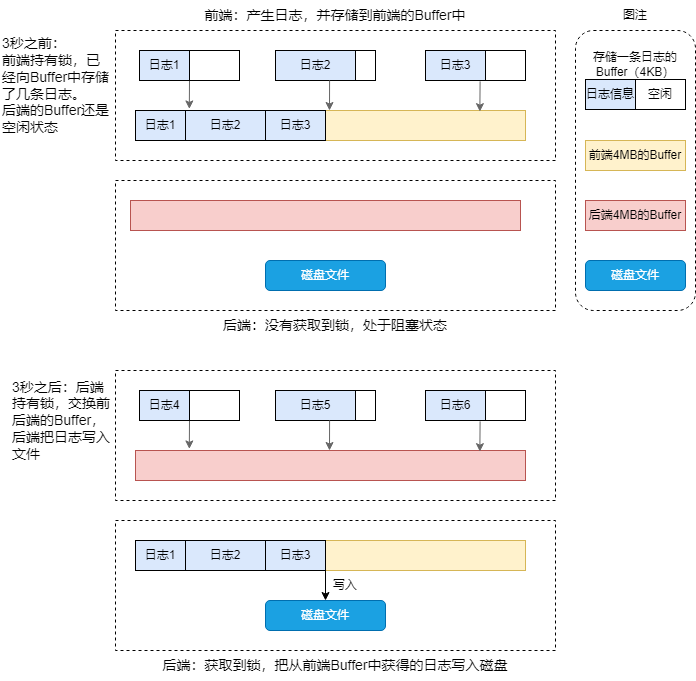 前端：产生日志，并存储到前端的Buffer中
图注
3秒之前：
前端持有锁，已
经向Buffer中存储
了几条日志。
后端的Buffer还是
空闲状态
日志1
日志2
日志3
日志1
日志2
日志3
存储一条日志的
Buffer（4KB）
日志信息
空闲
前端4MB的Buffer
后端4MB的Buffer
磁盘文件
磁盘文件
后端：没有获取到锁，处于阻塞状态
3秒之后：后端
持有锁，交换前
后端的Buffer，
后端把日志写入
文件
日志4
日志5
日志6
日志1
日志2
日志3
写入
磁盘文件
后端：获取到锁，把从前端Buffer中获得的日志写入磁盘